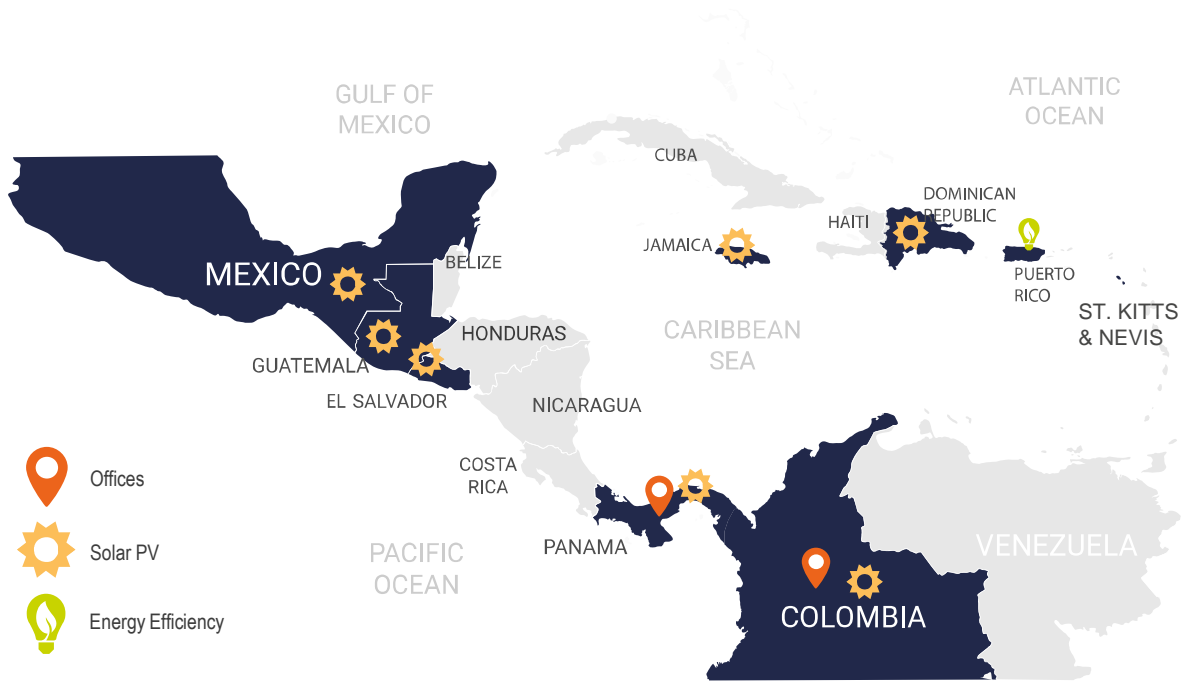 GULF OF
MEXICO
ATLANTIC
OCEAN
CUBA
DOMINICAN
REPUBLIC
HAITI
JAMAICA
BELIZE
MEXICO
PUERTO
RICO
ST. KITTS
& NEVIS
CARIBBEAN
SEA
HONDURAS
GUATEMALA
EL SALVADOR
NICARAGUA
COSTA
RICA
PANAMA
PACIFIC
OCEAN
VENEZUELA
COLOMBIA
Offices
Solar PV
Energy Efficiency